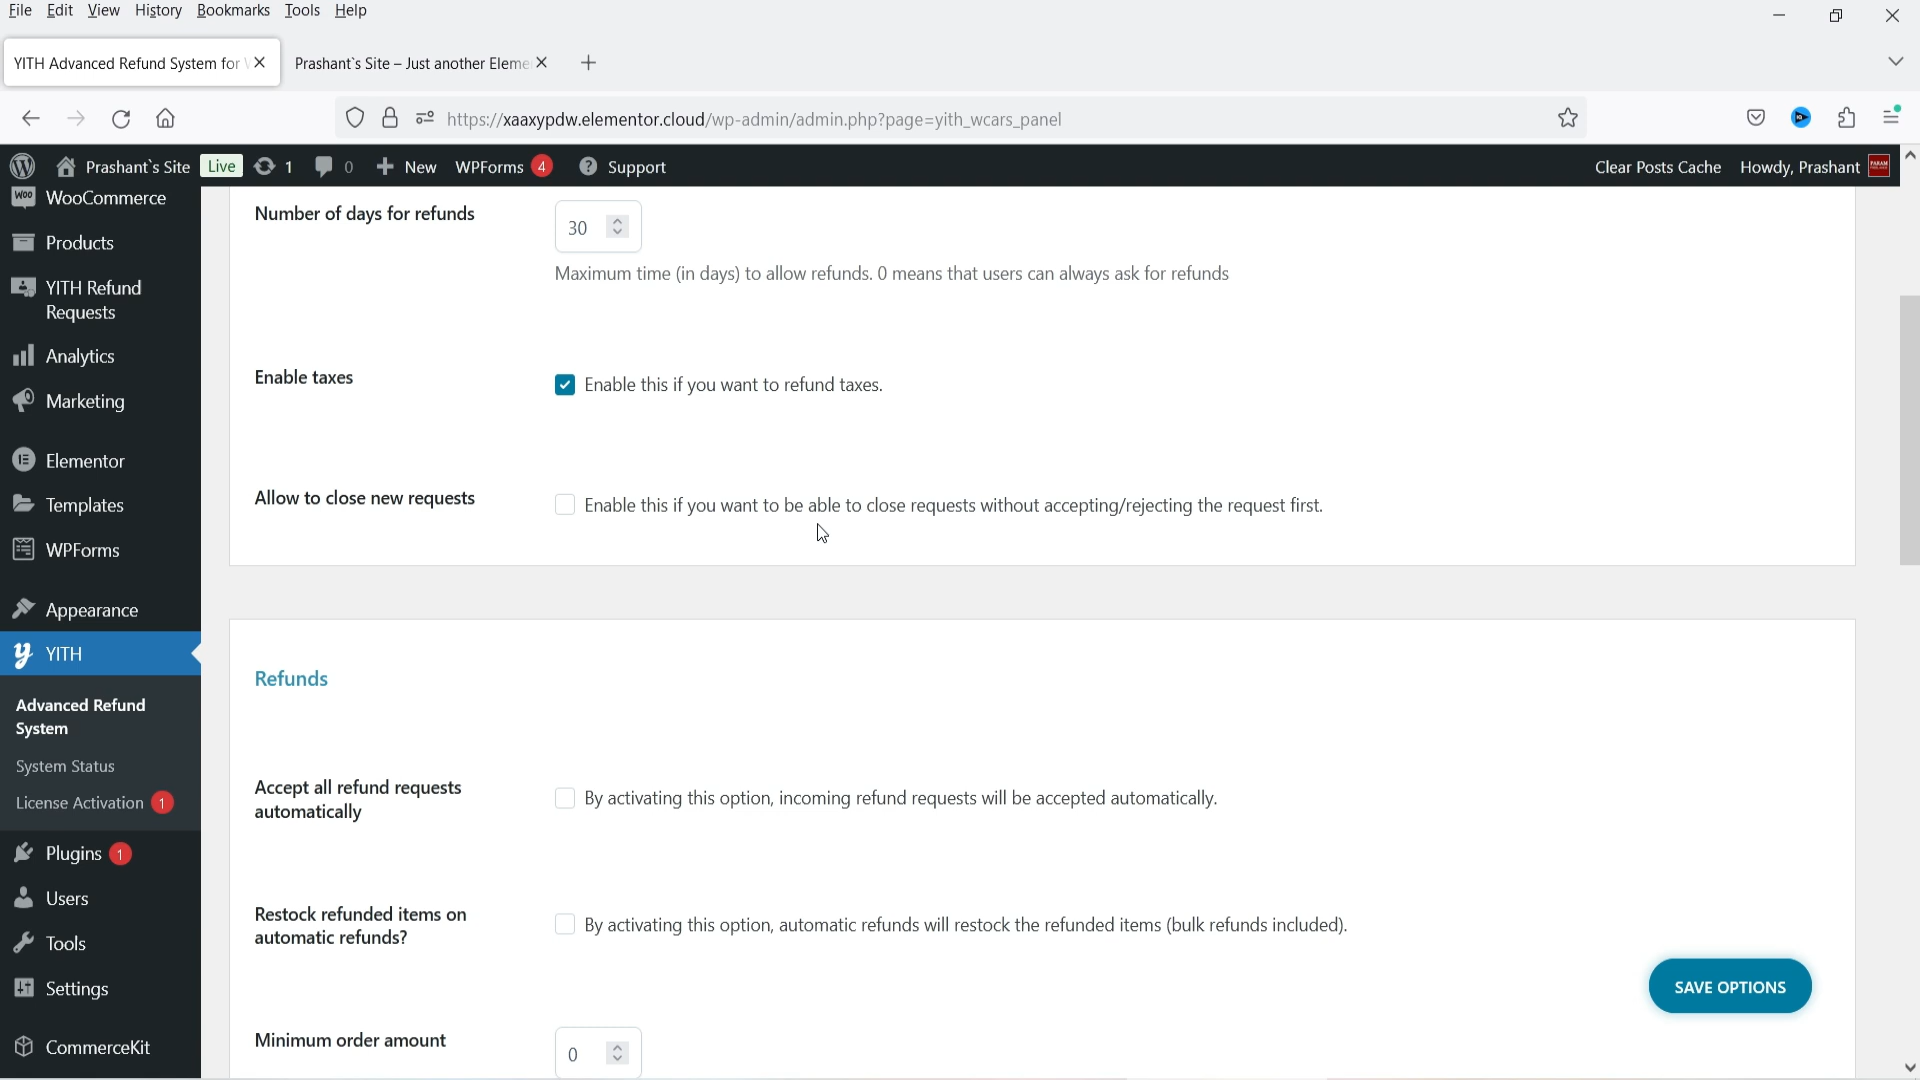 File Edit View History Bookmarks Tools Help
YITH Advanced Refund System for W
Prashant`s Site – Just another Eleme
https://xaaxypdw.elementor.cloud/wp-admin/admin.php?page=yith_wcars_panel
Prashant`s Site Live 1 0 New WPForms 4 Support Clear Posts Cache Howdy, Prashant
WooCommerce
Products
YITH Refund
Requests
Analytics
Marketing
Elementor
Templates
WPForms
Appearance
YITH
Advanced Refund
System
System Status
License Activation 1
Plugins 1
Users
Tools
Settings
CommerceKit
Number of days for refunds
30
Maximum time (in days) to allow refunds. 0 means that users can always ask for refunds
Enable taxes
Enable this if you want to refund taxes.
Allow to close new requests
Enable this if you want to be able to close requests without accepting/rejecting the request first.
Refunds
Accept all refund requests
automatically
By activating this option, incoming refund requests will be accepted automatically.
Restock refunded items on
automatic refunds?
By activating this option, automatic refunds will restock the refunded items (bulk refunds included).
Minimum order amount
0
SAVE OPTIONS